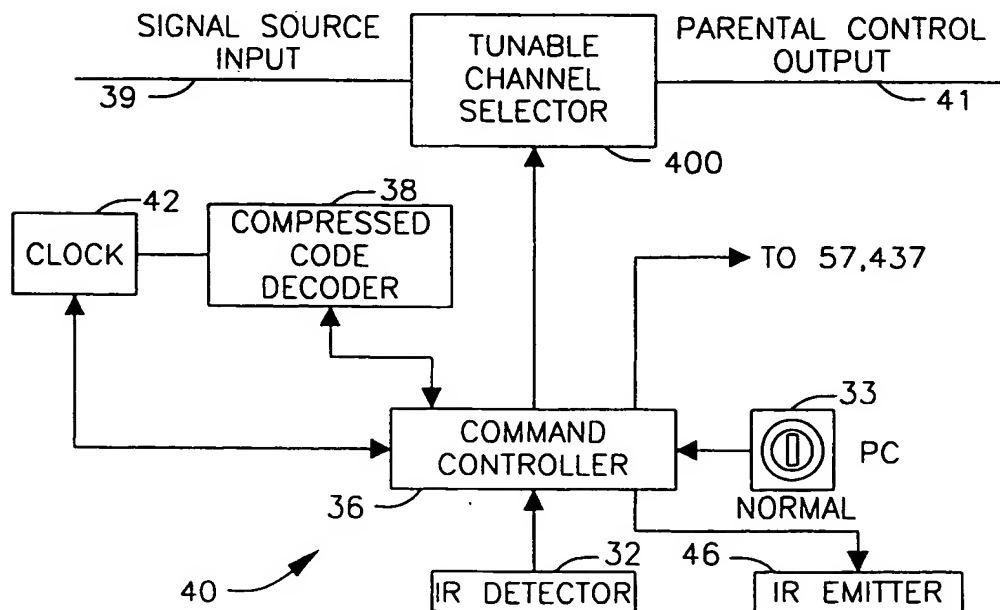 SIGNAL SOURCE
INPUT
39
TUNABLE
CHANNEL
SELECTOR
400
PARENTAL CONTROL
OUTPUT
41
42
CLOCK
38
COMPRESSED
CODE
DECODER
TO 57,437
COMMAND
CONTROLLER
36
33
PC
NORMAL
40
32
IR DETECTOR
46
IR EMITTER